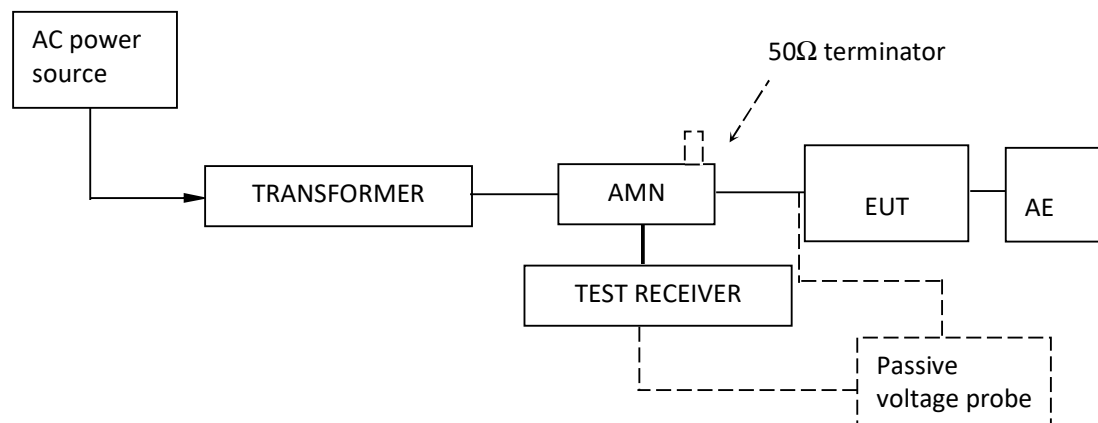 AC power
source
50Ω terminator
TRANSFORMER
AMN
EUT
AE
TEST RECEIVER
Passive
voltage probe